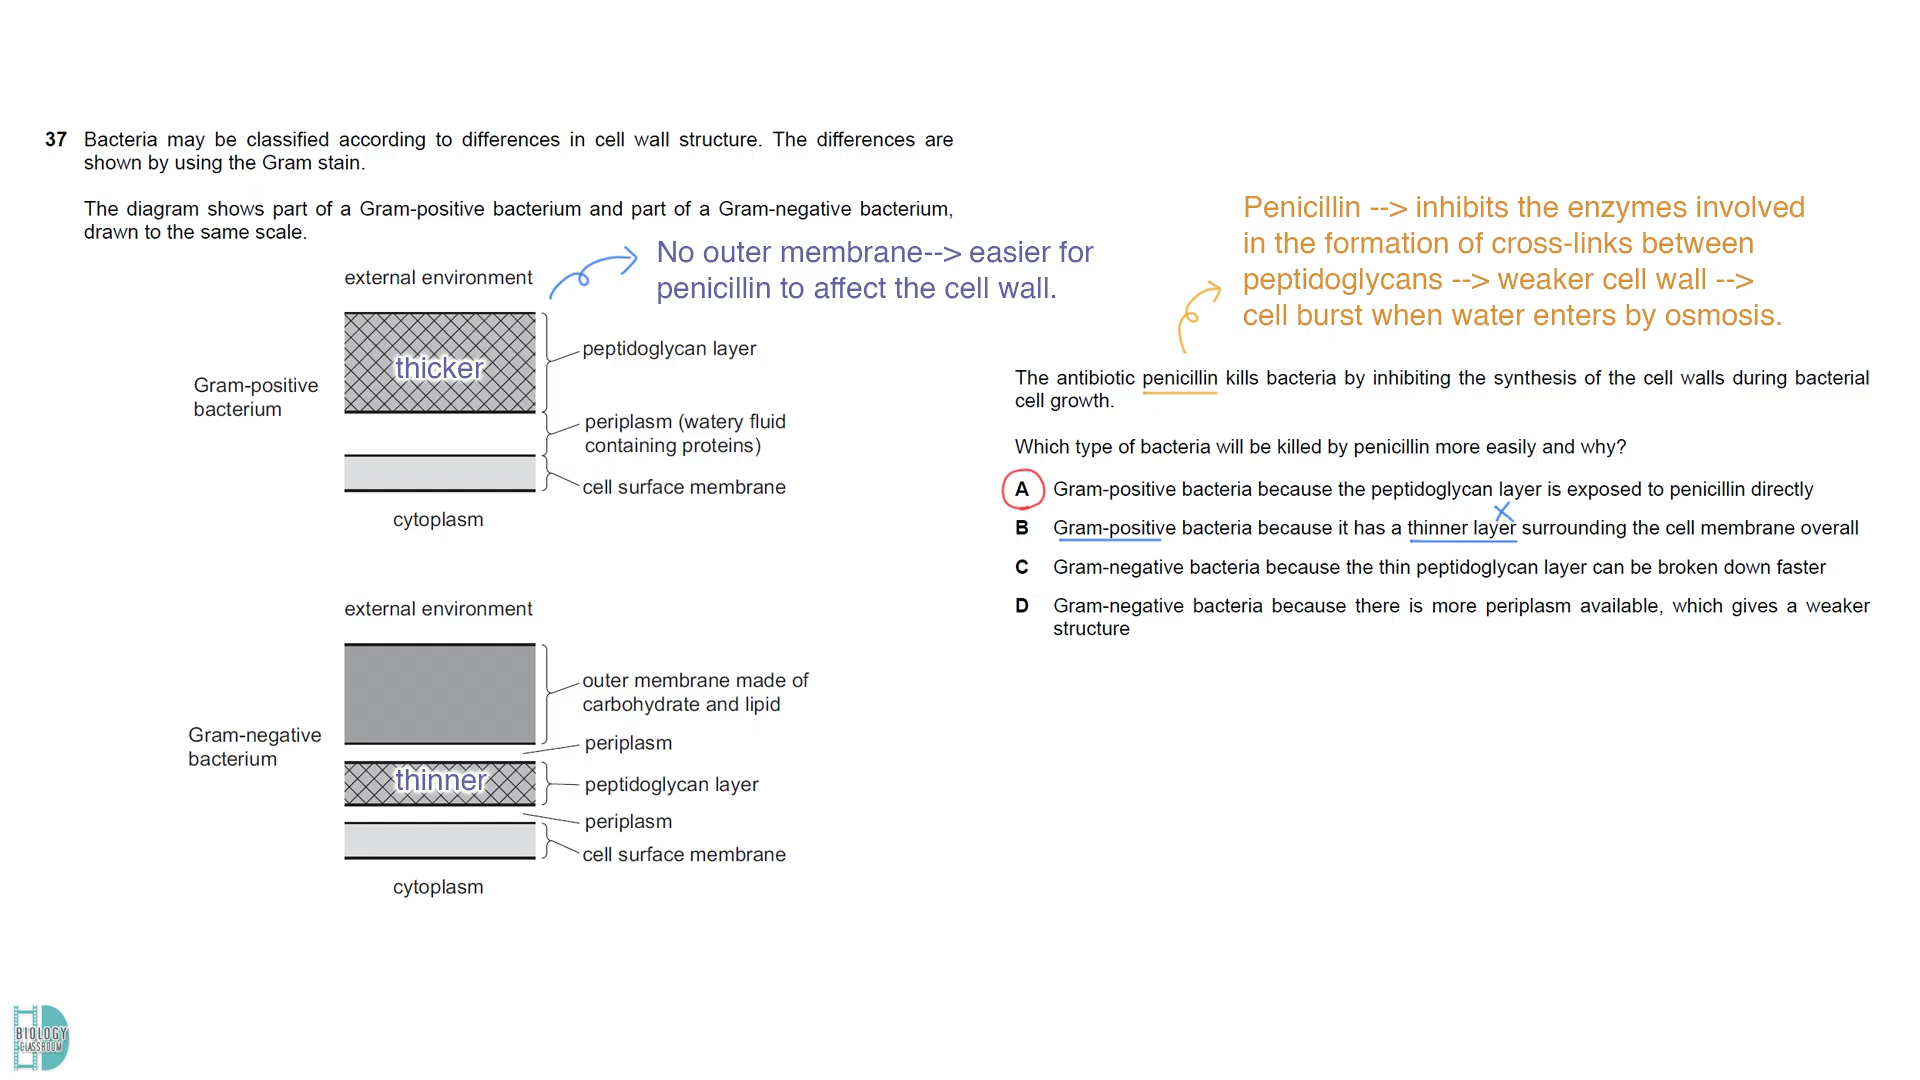 37 Bacteria may be classified according to differences in cell wall structure. The differences are
shown by using the Gram stain.
The diagram shows part of a Gram-positive bacterium and part of a Gram-negative bacterium,
drawn to the same scale.
No outer membrane--> easier for
penicillin to affect the cell wall.
external environment
thicker
peptidoglycan layer
Gram-positive
bacterium
periplasm (watery fluid
containing proteins)
cell surface membrane
cytoplasm
external environment
outer membrane made of
carbohydrate and lipid
Gram-negative
bacterium
periplasm
thinner
peptidoglycan layer
periplasm
cell surface membrane
cytoplasm
Penicillin --> inhibits the enzymes involved
in the formation of cross-links between
peptidoglycans --> weaker cell wall -->
cell burst when water enters by osmosis.
The antibiotic penicillin kills bacteria by inhibiting the synthesis of the cell walls during bacterial
cell growth.
Which type of bacteria will be killed by penicillin more easily and why?
A Gram-positive bacteria because the peptidoglycan layer is exposed to penicillin directly
B Gram-positive bacteria because it has a thinner layer surrounding the cell membrane overall
C Gram-negative bacteria because the thin peptidoglycan layer can be broken down faster
D Gram-negative bacteria because there is more periplasm available, which gives a weaker
structure
BIOLOGY
CLASSROOM